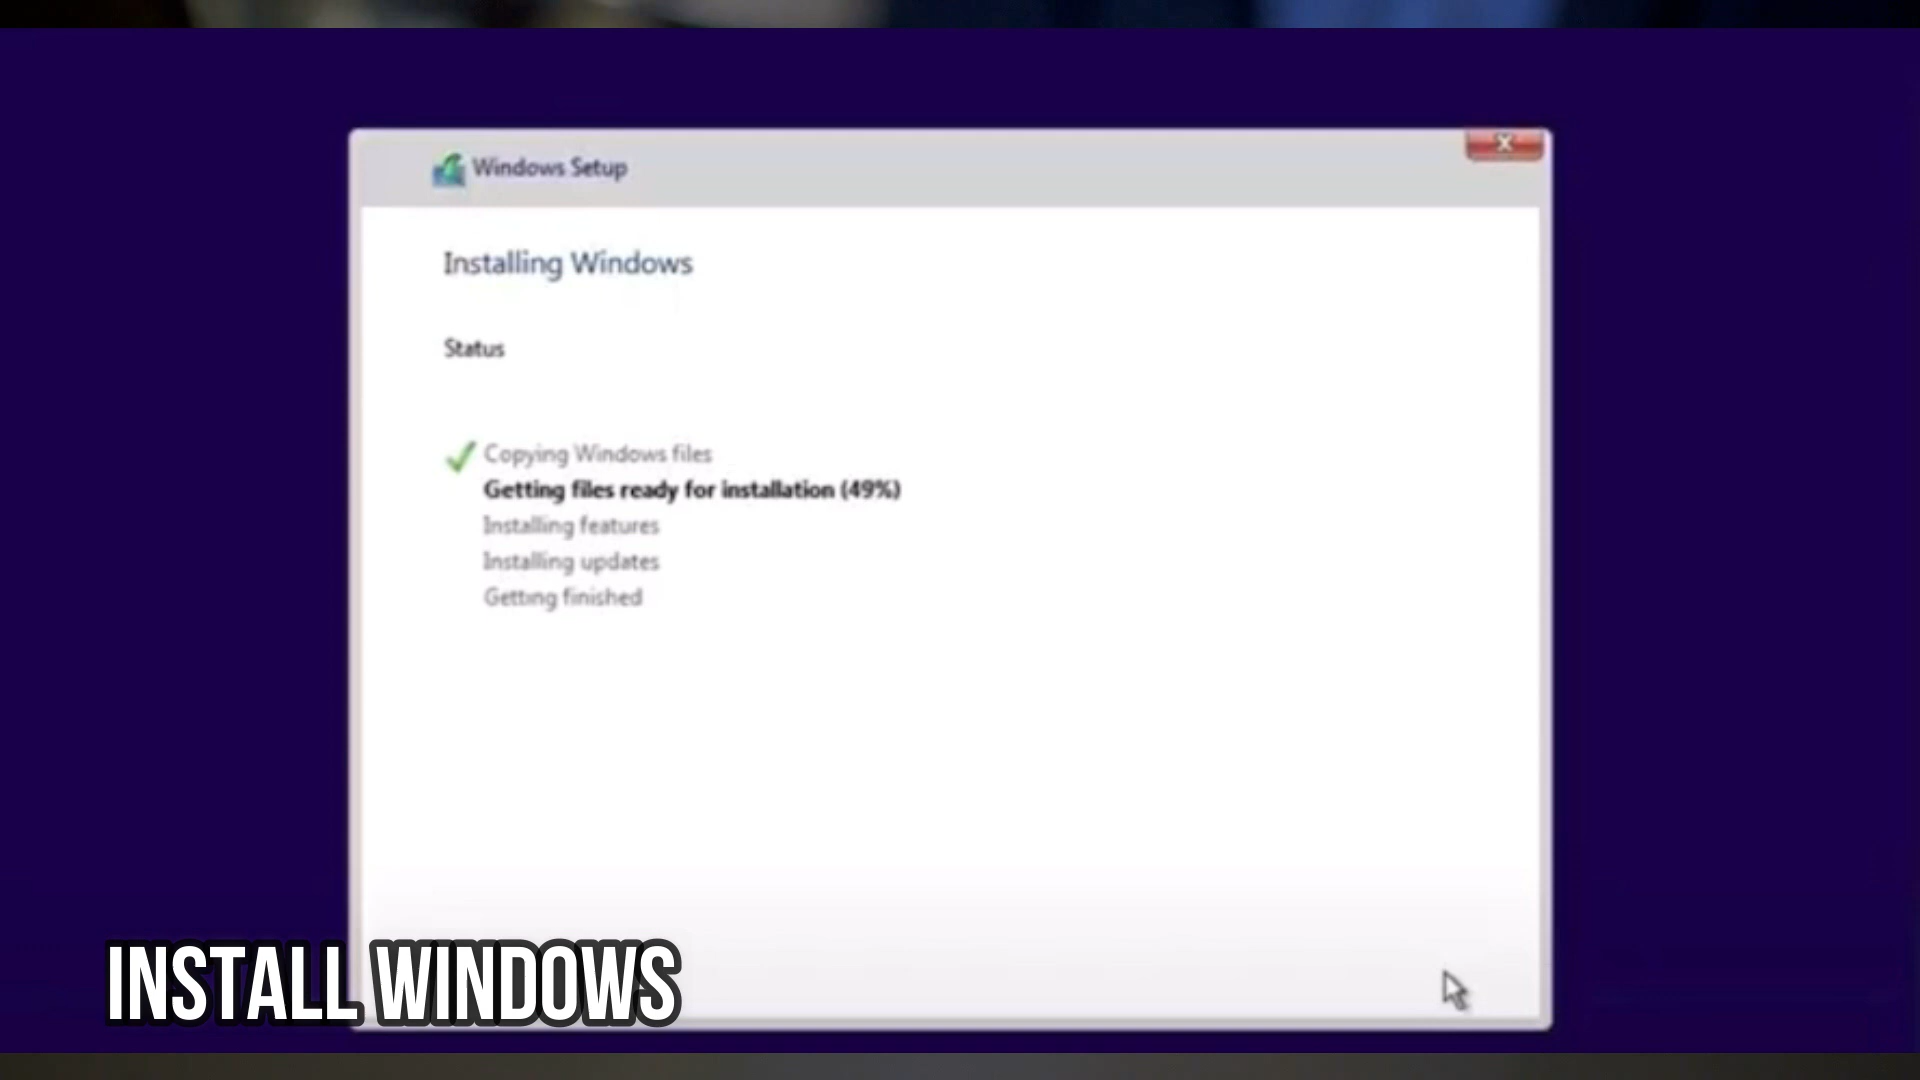 Windows Setup
Installing Windows
Status
Copying Windows files
Getting files ready for installation (49%)
Installing features
Installing updates
Getting finished
INSTALL WINDOWS